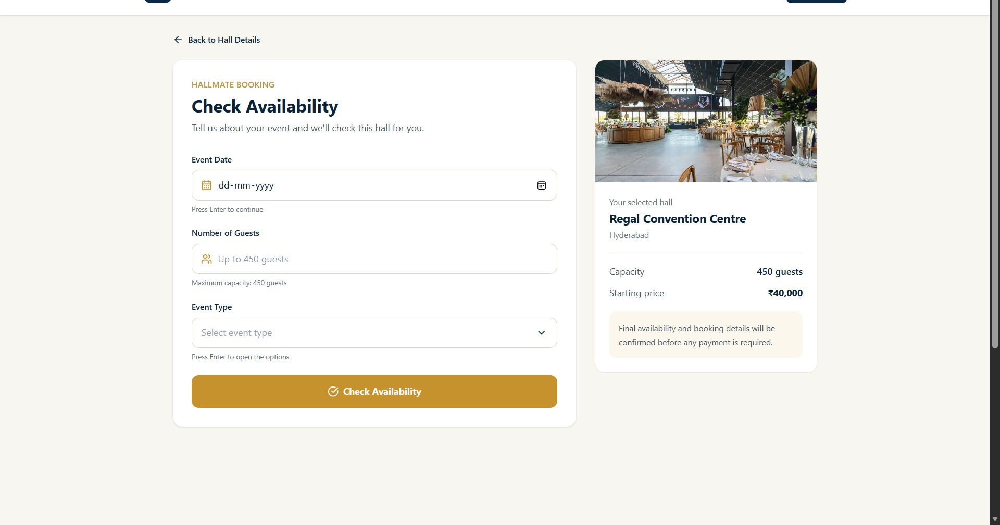 Back to Hall Details
HALLMATE BOOKING
Check Availability
Tell us about your event and we'll check this hall for you.
Event Date
dd-mm-yyyy
Press Enter to continue
Number of Guests
Up to 450 guests
Maximum capacity: 450 guests
Event Type
Select event type
Press Enter to open the options
Check Availability
Your selected hall
Regal Convention Centre
Hyderabad
Capacity 450 guests
Starting price ₹40,000
Final availability and booking details will be
confirmed before any payment is required.